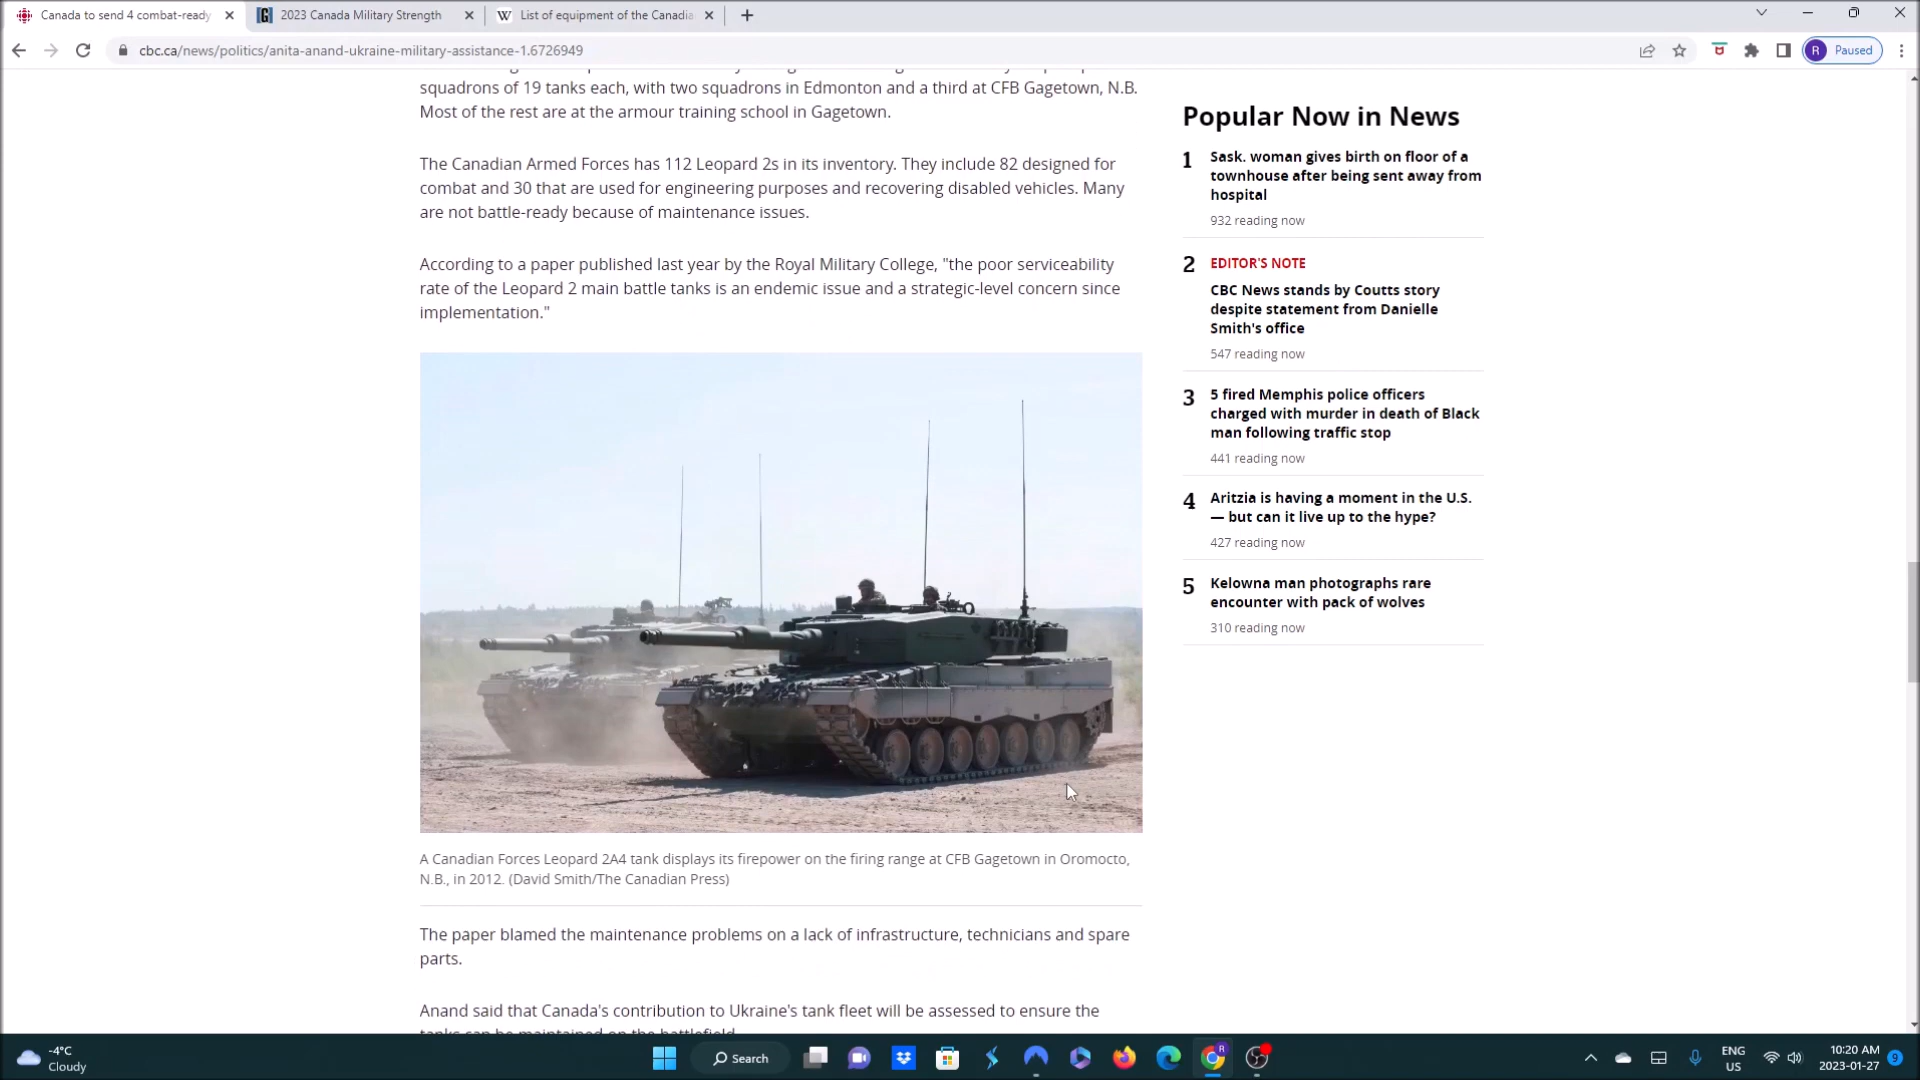 Canada to send 4 combat-ready
2023 Canada Military Strength
W List of equipment of the Canadia
cbc.ca/news/politics/anita-anand-ukraine-military-assistance-1.6726949
R Paused
squadrons of 19 tanks each, with two squadrons in Edmonton and a third at CFB Gagetown, N.B.
Most of the rest are at the armour training school in Gagetown.
The Canadian Armed Forces has 112 Leopard 2s in its inventory. They include 82 designed for
combat and 30 that are used for engineering purposes and recovering disabled vehicles. Many
are not battle-ready because of maintenance issues.
According to a paper published last year by the Royal Military College, "the poor serviceability
rate of the Leopard 2 main battle tanks is an endemic issue and a strategic-level concern since
implementation."
A Canadian Forces Leopard 2A4 tank displays its firepower on the firing range at CFB Gagetown in Oromocto,
N.B., in 2012. (David Smith/The Canadian Press)
The paper blamed the maintenance problems on a lack of infrastructure, technicians and spare
parts.
Anand said that Canada's contribution to Ukraine's tank fleet will be assessed to ensure the
tanks can be maintained on the battlefield.
Popular Now in News
1 Sask. woman gives birth on floor of a
townhouse after being sent away from
hospital
932 reading now
2 EDITOR'S NOTE
CBC News stands by Coutts story
despite statement from Danielle
Smith's office
547 reading now
3 5 fired Memphis police officers
charged with murder in death of Black
man following traffic stop
441 reading now
4 Aritzia is having a moment in the U.S.
— but can it live up to the hype?
427 reading now
5 Kelowna man photographs rare
encounter with pack of wolves
310 reading now
-4°C
Cloudy
Search
R
ENG
US
10:20 AM
2023-01-27
9